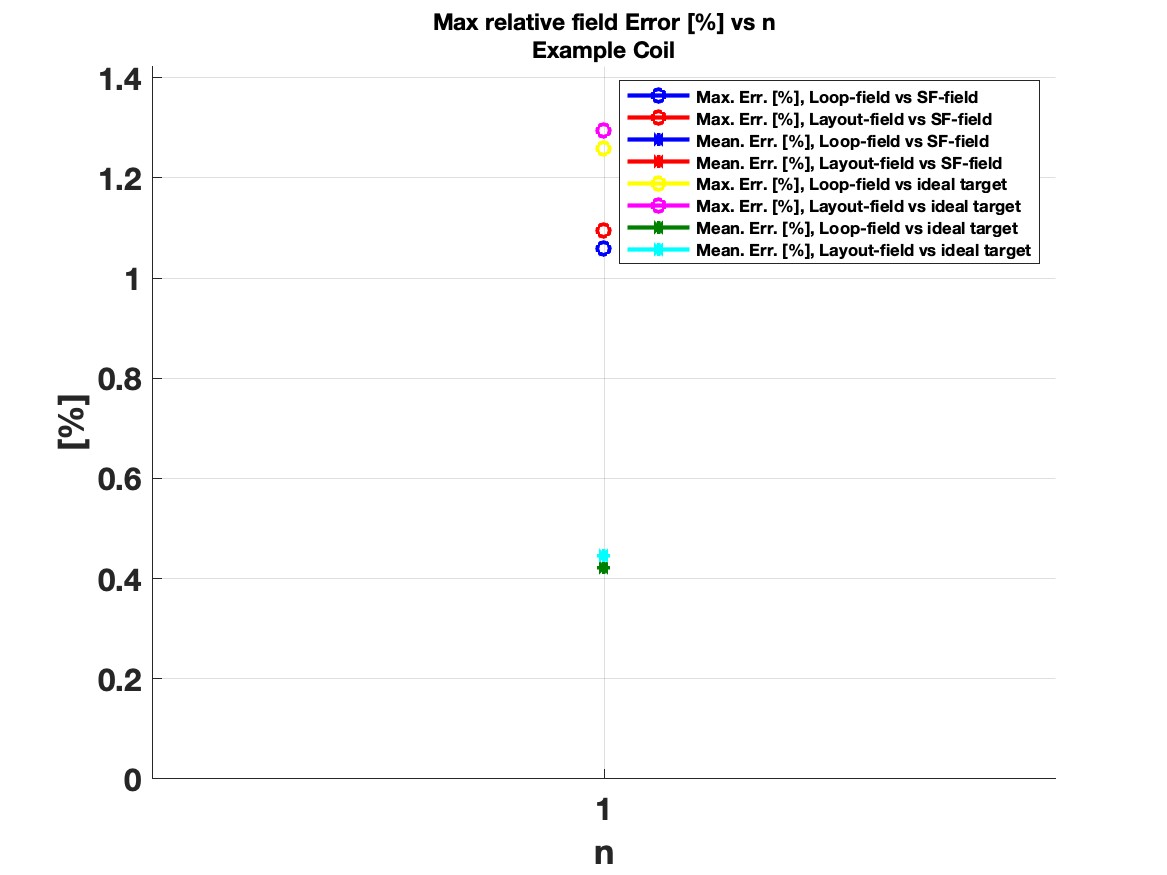 Max relative field Error [%] vs n
Example Coil
1.4
1.2
1
0.8
0.6
0.4
0.2
0
[%]
Max. Err. [%], Loop-field vs SF-field
Max. Err. [%], Layout-field vs SF-field
Mean. Err. [%], Loop-field vs SF-field
Mean. Err. [%], Layout-field vs SF-field
Max. Err. [%], Loop-field vs ideal target
Max. Err. [%], Layout-field vs ideal target
Mean. Err. [%], Loop-field vs ideal target
Mean. Err. [%], Layout-field vs ideal target
1
n